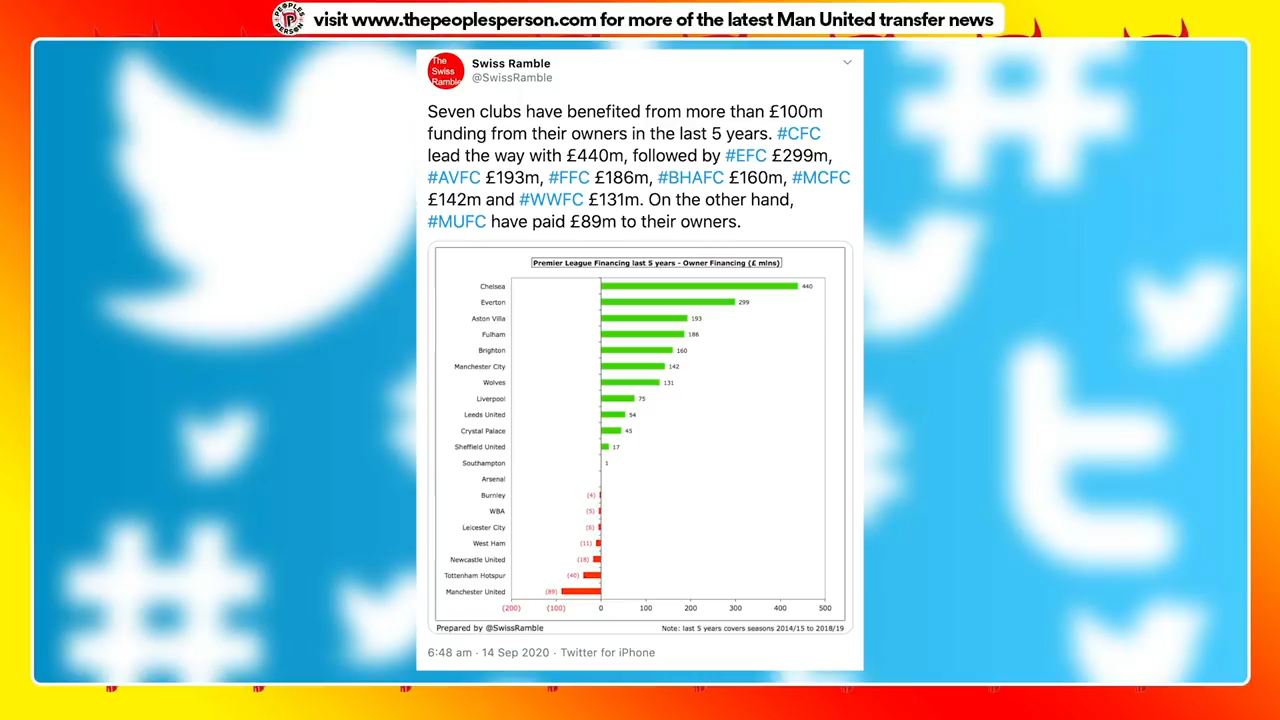 PEOPLES PERSON
visit www.thepeoplesperson.com for more of the latest Man United transfer news
The Swiss Ramble
Swiss Ramble
@SwissRamble
Seven clubs have benefited from more than £100m
funding from their owners in the last 5 years. #CFC
lead the way with £440m, followed by #EFC £299m,
#AVFC £193m, #FFC £186m, #BHAFC £160m, #MCFC
£142m and #WWFC £131m. On the other hand,
#MUFC have paid £89m to their owners.
Premier League Financing last 5 years - Owner Financing (£ mlns)
Chelsea 440
Everton 299
Aston Villa 193
Fulham 186
Brighton 160
Manchester City 142
Wolves 131
Liverpool 75
Leeds United 54
Crystal Palace 45
Sheffield United 17
Southampton 1
Arsenal
Burnley (4)
WBA (5)
Leicester City
West Ham (11)
Newcastle United (18)
Tottenham Hotspur (40)
Manchester United (89)
(200) (100) 0 100 200 300 400 500
Prepared by @SwissRamble Note: last 5 years covers seasons 2014/15 to 2018/19
6:48 am · 14 Sep 2020 · Twitter for iPhone